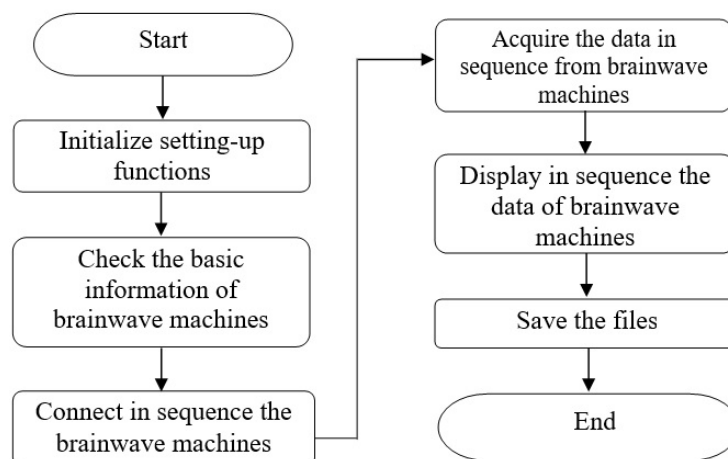 Start
Initialize setting-up
functions
Check the basic
information of
brainwave machines
Connect in sequence the
brainwave machines
Acquire the data in
sequence from brainwave
machines
Display in sequence the
data of brainwave
machines
Save the files
End